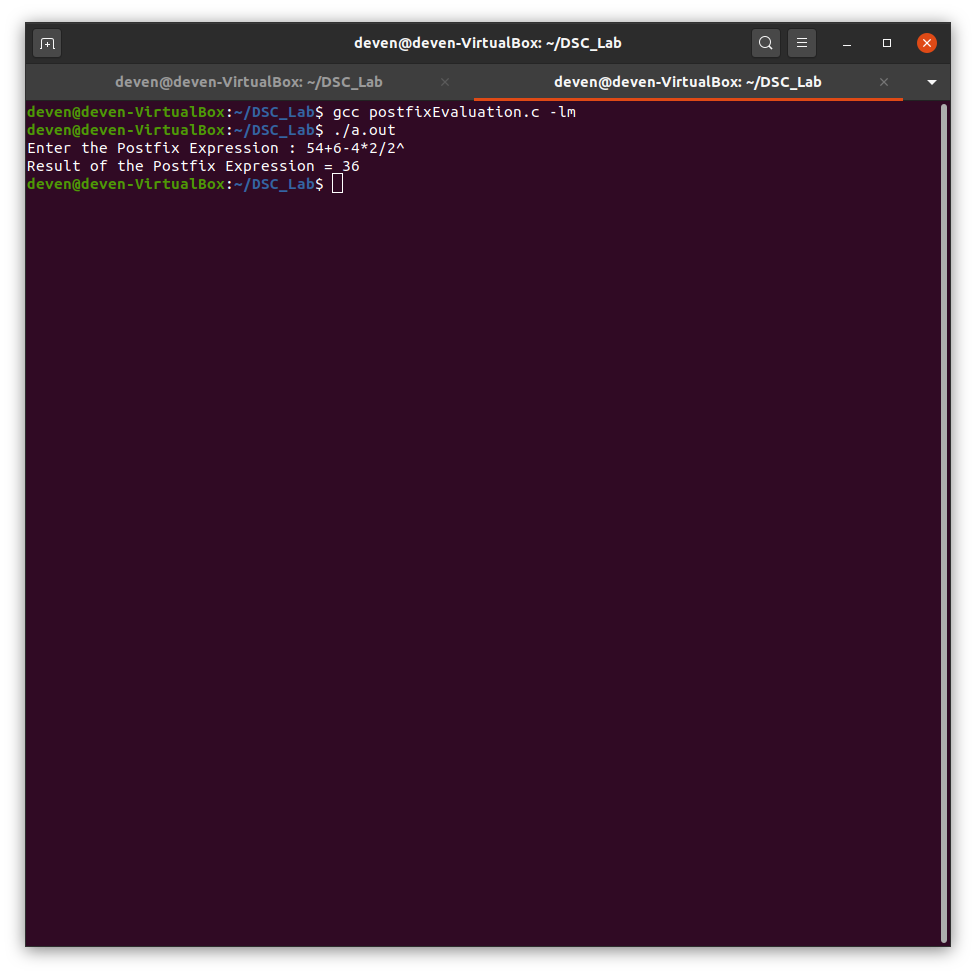 deven@deven-VirtualBox: ~/DSC_Lab
deven@deven-VirtualBox: ~/DSC_Lab
deven@deven-VirtualBox: ~/DSC_Lab
deven@deven-VirtualBox:~/DSC_Lab$ gcc postfixEvaluation.c -lm
deven@deven-VirtualBox:~/DSC_Lab$ ./a.out
Enter the Postfix Expression : 54+6-4*2/2^
Result of the Postfix Expression = 36
deven@deven-VirtualBox:~/DSC_Lab$